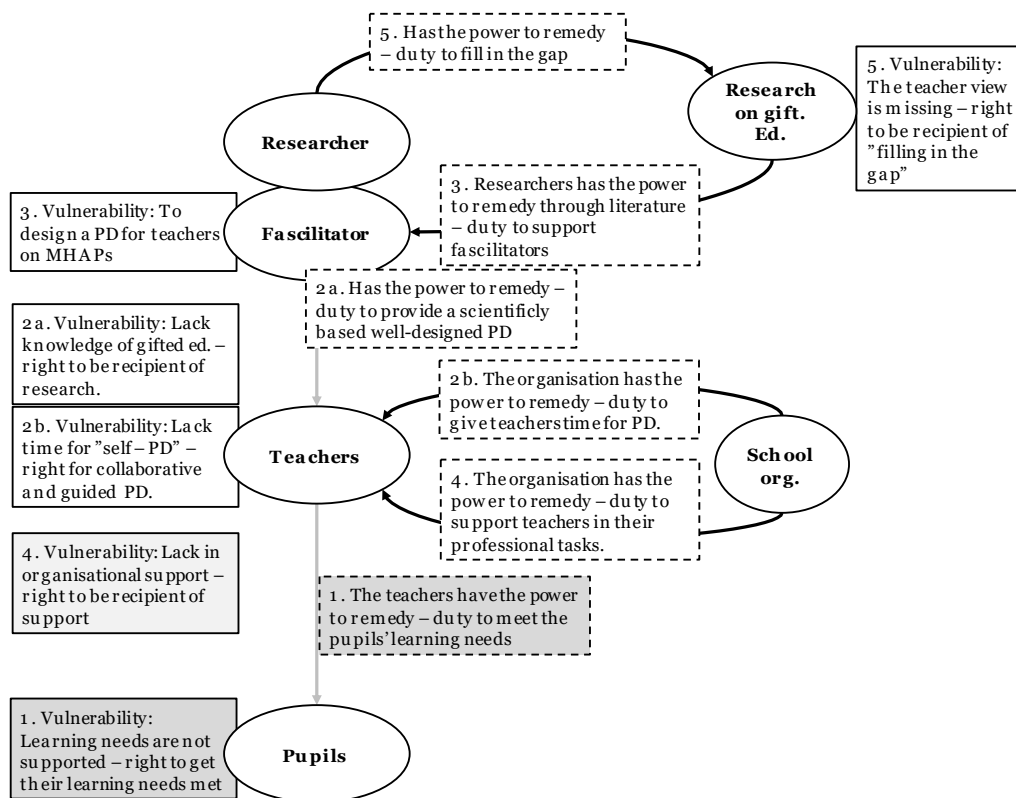 5. Has the power to remedy
– duty to fill in the gap
Research
on gift.
Ed.
5. Vulnerability:
The teacher view
is missing – right
to be recipient of
”filling in the
gap”
Researcher
3. Vulnerability: To
design a PD for teachers
on MHAPs
Fascilitator
3. Researchers has the power
to remedy through literature
– duty to support
fascilitators
2a. Has the power to remedy –
duty to provide a scientificly
based well-designed PD
2a. Vulnerability: Lack
knowledge of gifted ed. –
right to be recipient of
research.
2b. Vulnerability: Lack
time for ”self–PD” –
right for collaborative
and guided PD.
Teachers
2b. The organisation has the
power to remedy – duty to
give teachers time for PD.
4. The organisation has the
power to remedy – duty to
support teachers in their
professional tasks.
School
org.
4. Vulnerability: Lack in
organisational support –
right to be recipient of
support
1. The teachers have the power
to remedy – duty to meet the
pupils’ learning needs
1. Vulnerability:
Learning needs are not
supported – right to get
their learning needs met
Pupils